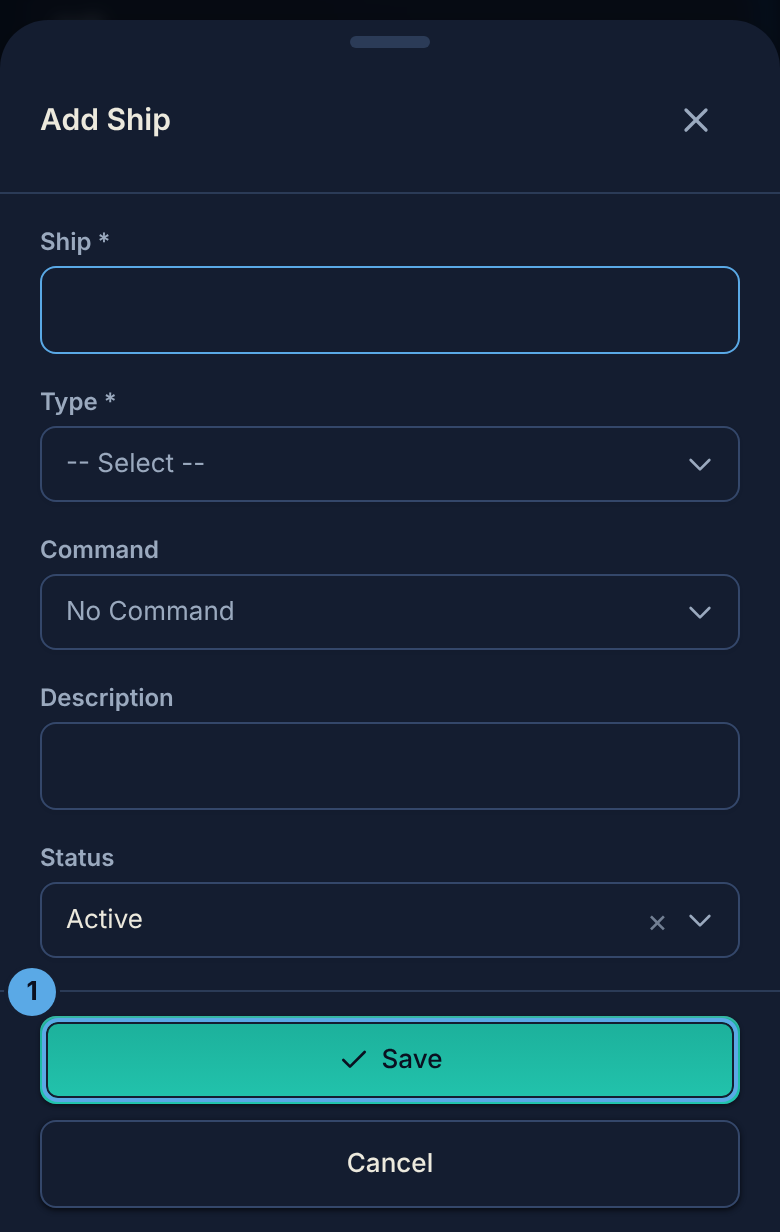 Add Ship
Ship *
Type *
-- Select --
Command
No Command
Description
Status
Active
1
Save
Cancel